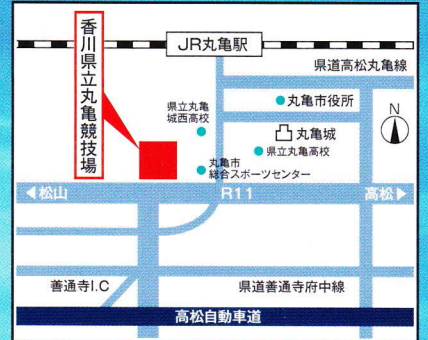 香川県立丸亀競技場
JR丸亀駅
県道高松丸亀線
丸亀市役所
N
県立丸亀
城西高校
丸亀城
県立丸亀高校
丸亀市
総合スポーツセンター
◀松山
R11
高松▶
善通寺I.C
県道善通寺府中線
高松自動車道